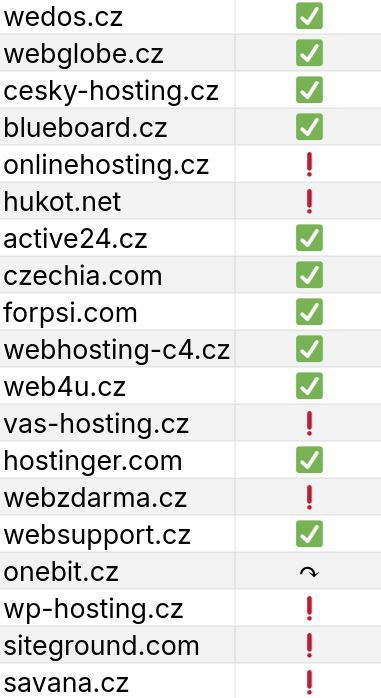 wedos.cz ✅
webglobe.cz ✅
cesky-hosting.cz ✅
blueboard.cz ✅
onlinehosting.cz ❗
hukot.net ❗
active24.cz ✅
czechia.com ✅
forpsi.com ✅
webhosting-c4.cz ✅
web4u.cz ✅
vas-hosting.cz ❗
hostinger.com ✅
webzdarma.cz ❗
websupport.cz ✅
onebit.cz ↷
wp-hosting.cz ❗
siteground.com ❗
savana.cz ❗